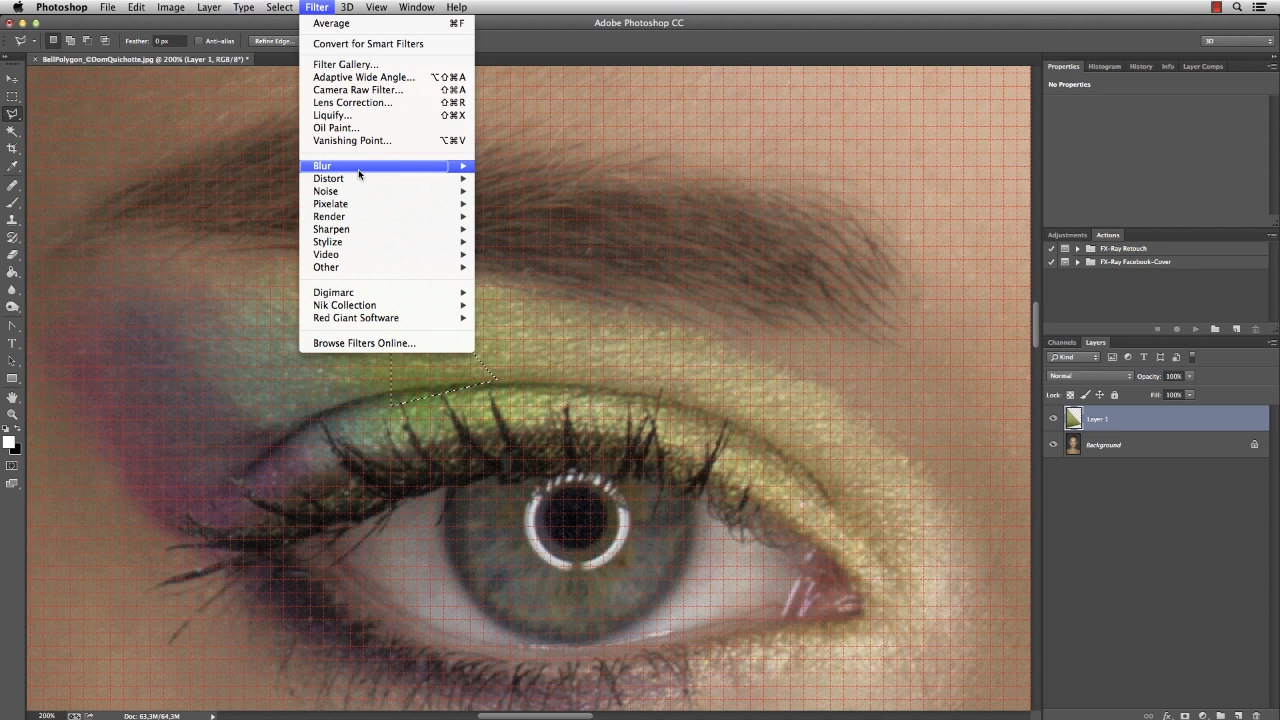 Photoshop File Edit Image Layer Type Select Filter 3D View Window Help
Adobe Photoshop CC
Feather: 0 px Anti-alias Refine Edge... 3D
× BellPolygon_©DomQuichotte.jpg @ 200% (Layer 1, RGB/8*) *
Average ⌘F
Convert for Smart Filters
Filter Gallery...
Adaptive Wide Angle... ⌥⇧⌘A
Camera Raw Filter... ⇧⌘A
Lens Correction... ⇧⌘R
Liquify... ⇧⌘X
Oil Paint...
Vanishing Point... ⌥⌘V
Blur
Distort
Noise
Pixelate
Render
Sharpen
Stylize
Video
Other
Digimarc
Nik Collection
Red Giant Software
Browse Filters Online...
Properties Histogram History Info Layer Comps
No Properties
Adjustments Actions
FX-Ray Retouch
FX-Ray Facebook-Cover
Channels Layers
Kind
Normal Opacity: 100%
Lock: Fill: 100%
Layer 1
Background
200% Doc: 63,3M/64,3M